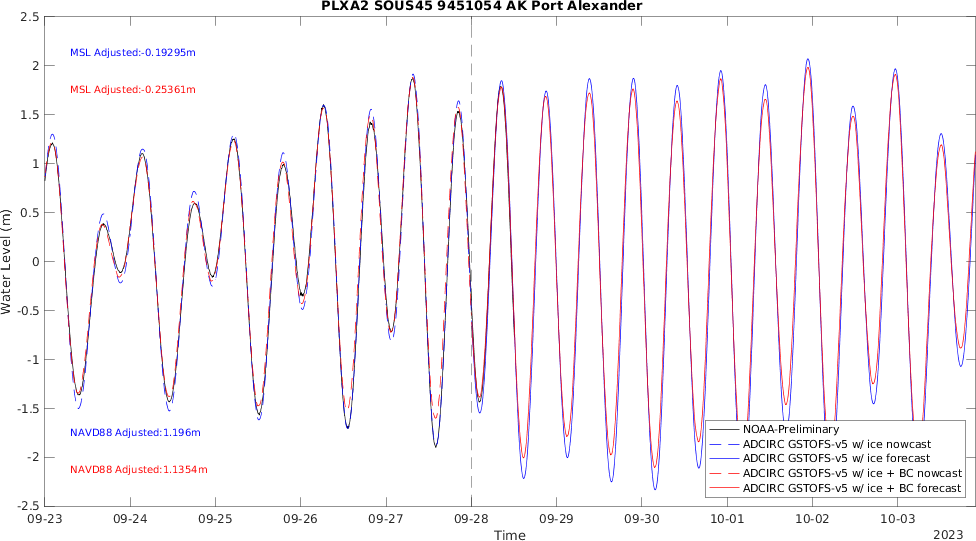 PLXA2 SOUS45 9451054 AK Port Alexander
2.5
2
1.5
1
0.5
0
-0.5
-1
-1.5
-2
-2.5
Water Level (m)
MSL Adjusted:-0.19295m
MSL Adjusted:-0.25361m
NAVD88 Adjusted:1.196m
NAVD88 Adjusted:1.1354m
NOAA-Preliminary
ADCIRC GSTOFS-v5 w/ ice nowcast
ADCIRC GSTOFS-v5 w/ ice forecast
ADCIRC GSTOFS-v5 w/ ice + BC nowcast
ADCIRC GSTOFS-v5 w/ ice + BC forecast
09-23 09-24 09-25 09-26 09-27 09-28 09-29 09-30 10-01 10-02 10-03
Time
2023